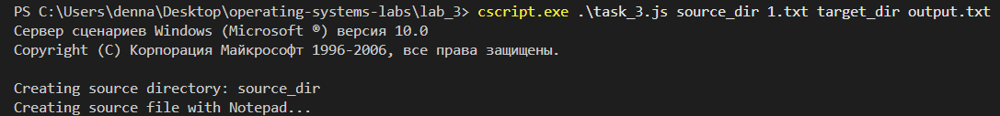 PS C:\Users\denna\Desktop\operating-systems-labs\lab_3> cscript.exe .\task_3.js source_dir 1.txt target_dir output.txt
Сервер сценариев Windows (Microsoft ®) версия 10.0
Copyright (C) Корпорация Майкрософт 1996-2006, все права защищены.
Creating source directory: source_dir
Creating source file with Notepad...